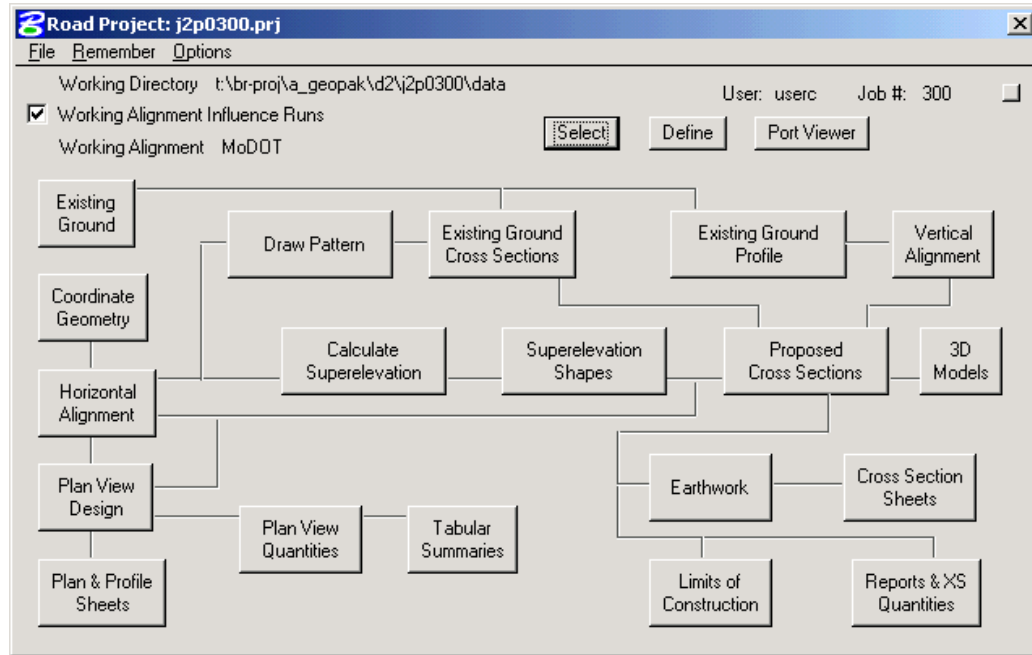 Road Project: j2p0300.prj
File Remember Options
Working Directory t:\br-proj\a_geopak\d2\j2p0300\data
User: userc Job #: 300
Working Alignment Influence Runs
Select Define Port Viewer
Working Alignment MoDOT
Existing
Ground
Draw Pattern
Existing Ground
Cross Sections
Existing Ground
Profile
Vertical
Alignment
Coordinate
Geometry
Calculate
Superelevation
Superelevation
Shapes
Proposed
Cross Sections
3D
Models
Horizontal
Alignment
Plan View
Design
Earthwork
Cross Section
Sheets
Plan View
Quantities
Tabular
Summaries
Plan & Profile
Sheets
Limits of
Construction
Reports & XS
Quantities